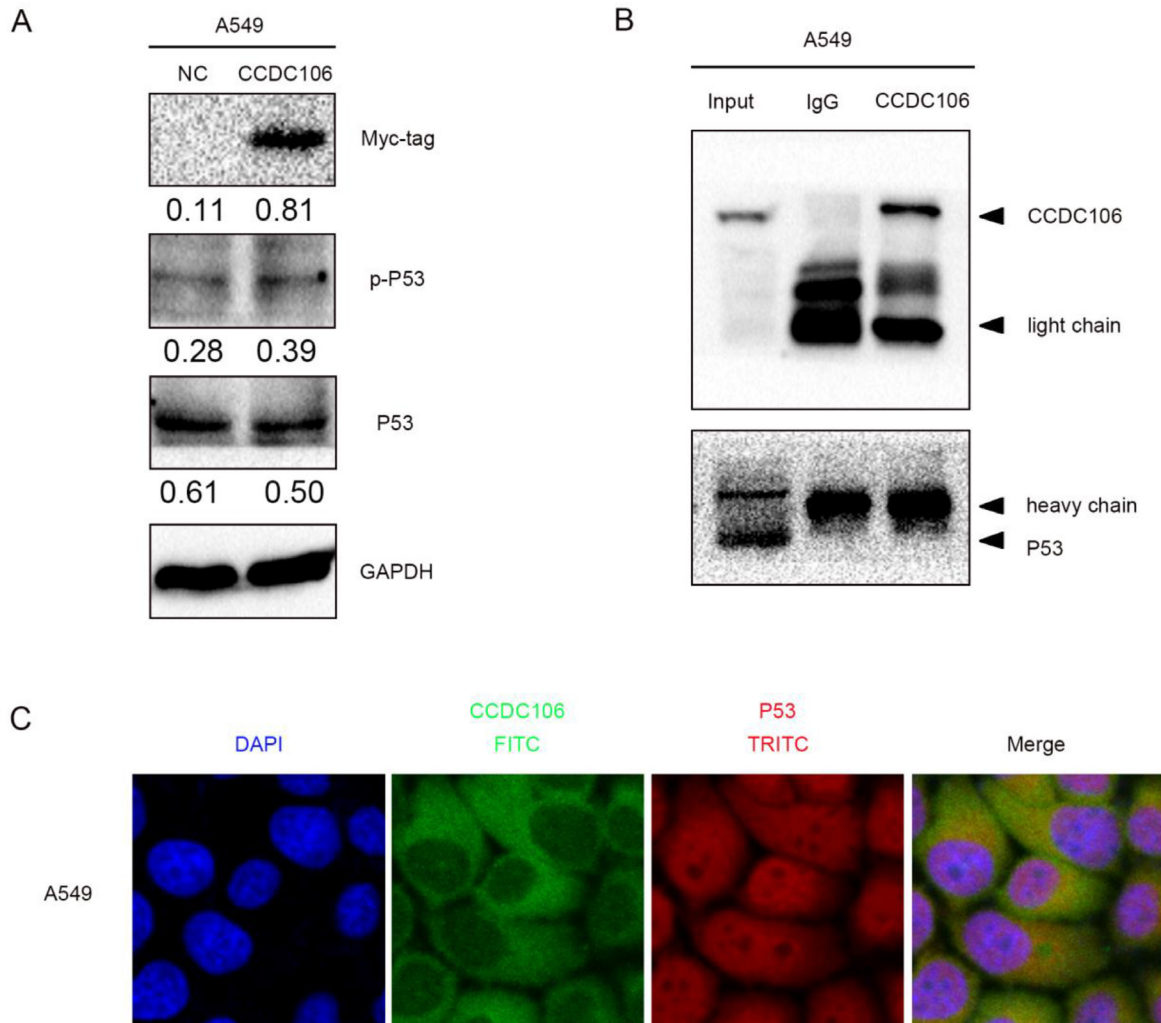 A
A549
NC CCDC106
Myc-tag
0.11 0.81
p-P53
0.28 0.39
P53
0.61 0.50
GAPDH
B
A549
Input IgG CCDC106
CCDC106
light chain
heavy chain
P53
C
CCDC106 P53
DAPI FITC TRITC Merge
A549